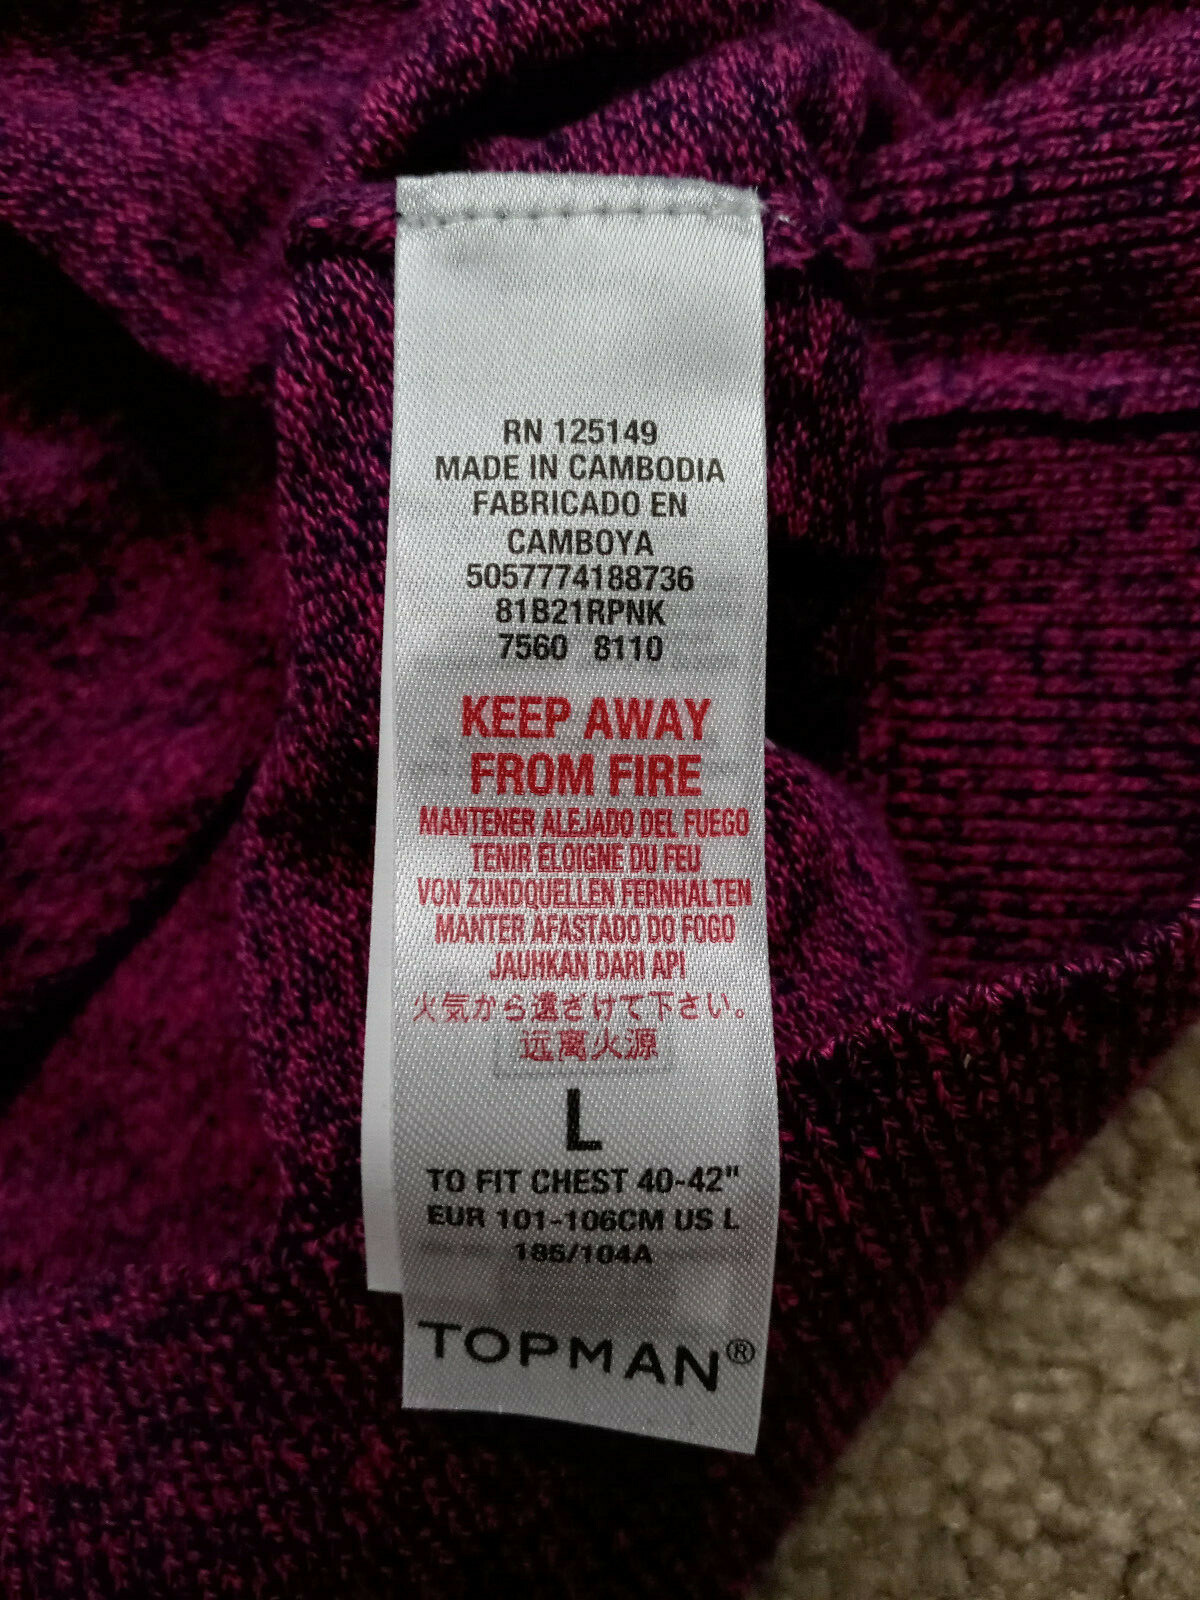 RN 125149
MADE IN CAMBODIA
FABRICADO EN
CAMBOYA
5057774188736
81B21RPNK
7560 8110
KEEP AWAY
FROM FIRE
MANTENER ALEJADO DEL FUEGO
TENIR ELOIGNE DU FEU
VON ZUNDQUELLEN FERNHALTEN
MANTER AFASTADO DO FOGO
JAUHKAN DARI API
火気から遠ざけて下さい。
远离火源
L
TO FIT CHEST 40-42"
EUR 101-106CM US L
185/104A
TOPMAN®